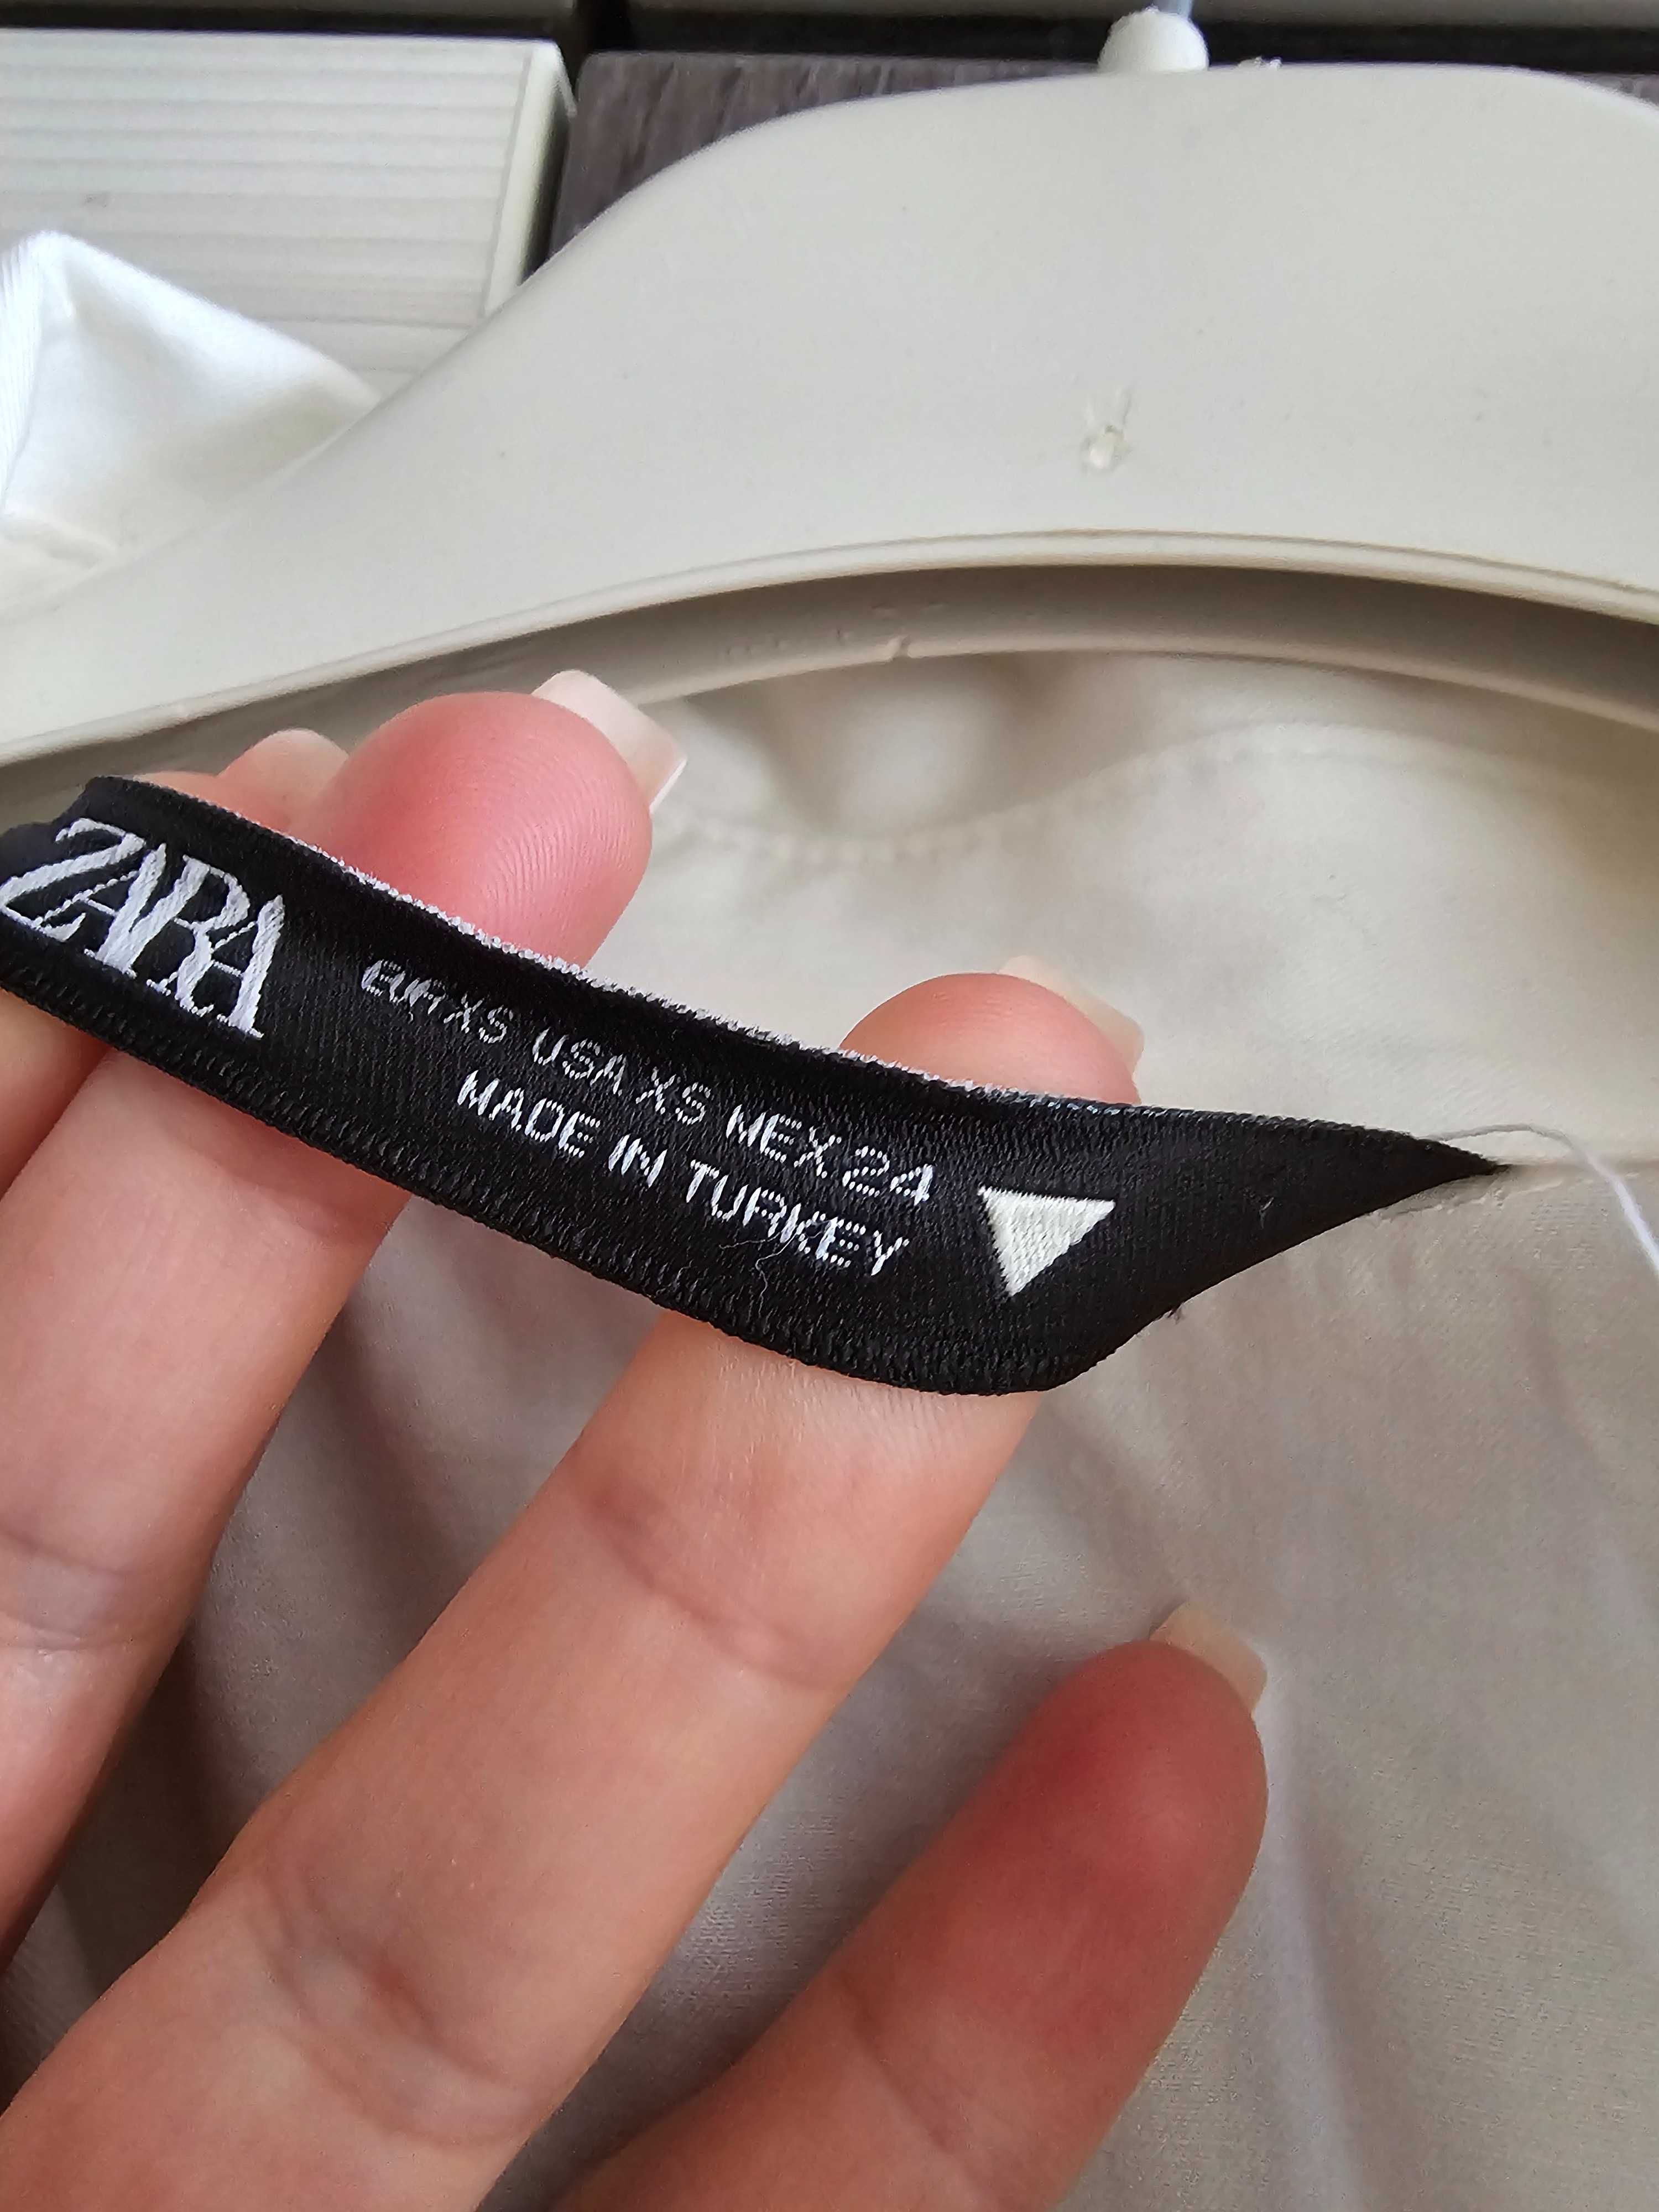 ZARA
EUR XS USA XS MEX 24
MADE IN TURKEY